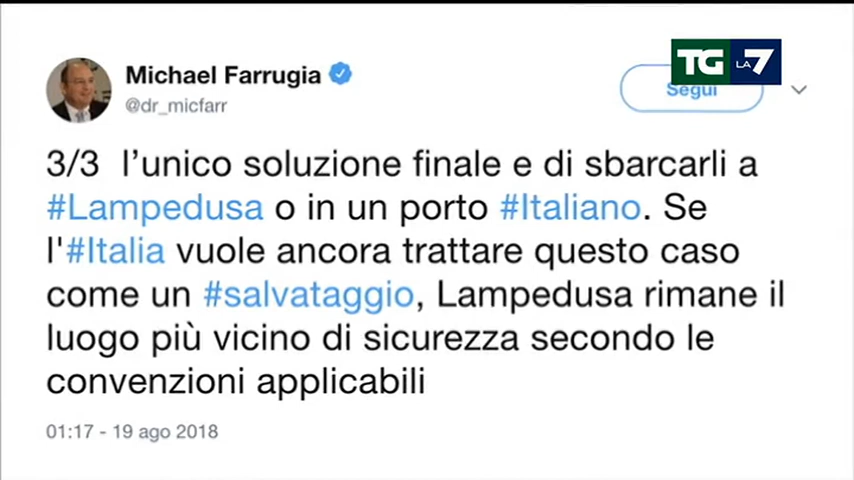 TG LA 7
Michael Farrugia
@dr_micfarr
Segui
3/3 l’unico soluzione finale e di sbarcarli a
#Lampedusa o in un porto #Italiano. Se
l'#Italia vuole ancora trattare questo caso
come un #salvataggio, Lampedusa rimane il
luogo più vicino di sicurezza secondo le
convenzioni applicabili
01:17 - 19 ago 2018